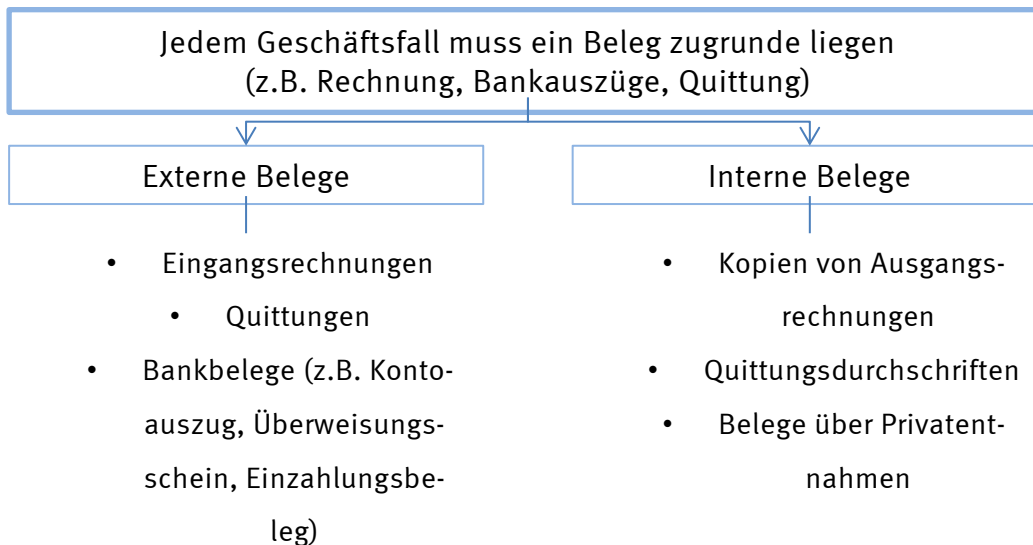 Jedem Geschäftsfall muss ein Beleg zugrunde liegen
(z.B. Rechnung, Bankauszüge, Quittung)
Externe Belege
• Eingangsrechnungen
• Quittungen
• Bankbelege (z.B. Konto-
auszug, Überweisungs-
schein, Einzahlungsbe-
leg)
Interne Belege
• Kopien von Ausgangs-
rechnungen
• Quittungsdurchschriften
• Belege über Privatent-
nahmen